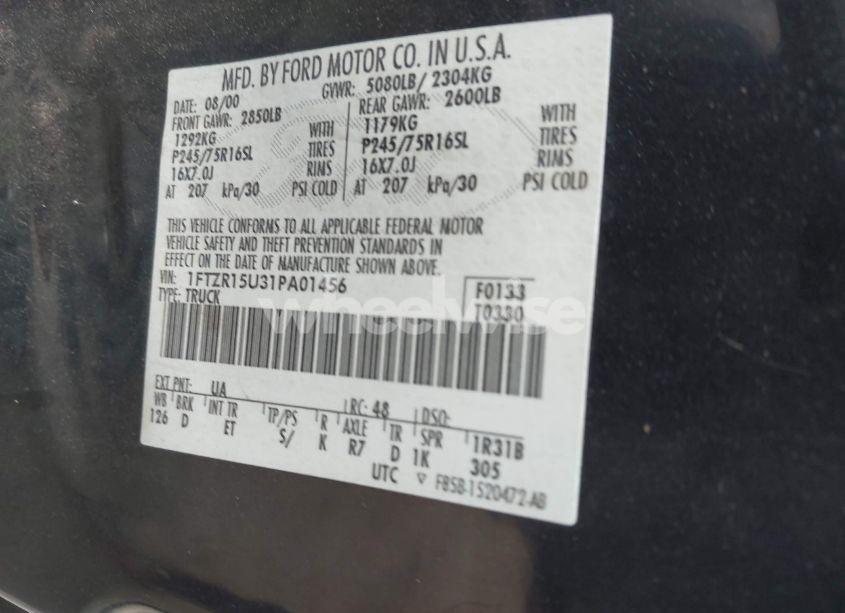 MFD. BY FORD MOTOR CO. IN U.S.A.
DATE: 08/00 GVWR: 5080LB/ 2304KG
FRONT GAWR: 2850LB REAR GAWR: 2600LB
1292KG WITH 1179KG WITH
P245/75R16SL TIRES P245/75R16SL TIRES
16X7.0J RIMS 16X7.0J RIMS
AT 207 kPa/30 PSI COLD AT 207 kPa/30 PSI COLD
THIS VEHICLE CONFORMS TO ALL APPLICABLE FEDERAL MOTOR
VEHICLE SAFETY AND THEFT PREVENTION STANDARDS IN
EFFECT ON THE DATE OF MANUFACTURE SHOWN ABOVE.
VIN: 1FTZR15U31PA01456 F0133
TYPE: TRUCK T0330
wheelwise
EXT PNT: UA RC: 48 DSO:
WB BRK INT TR TP/PS R AXLE TR SPR 1R31B
126 D ET S/ K R7 D 1K 305
UTC ▽ F85B-1520472-AB